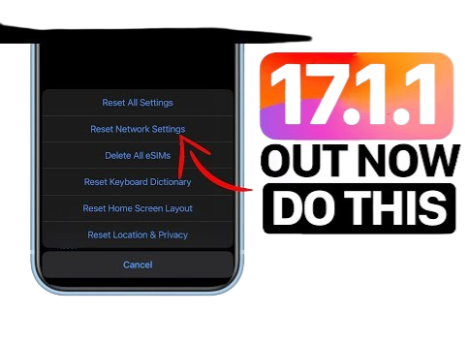 Reset All Settings
Reset Network Settings
Delete All eSIMs
Reset Keyboard Dictionary
Reset Home Screen Layout
Reset Location & Privacy
Cancel
17.1.1
OUT NOW
DO THIS